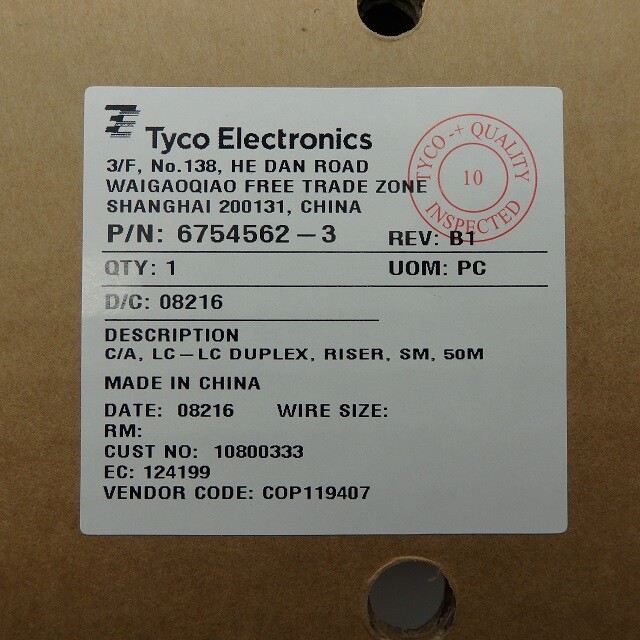 Tyco Electronics
3/F, No.138, HE DAN ROAD
WAIGAOQIAO FREE TRADE ZONE
SHANGHAI 200131, CHINA
P/N: 6754562-3 REV: B1
TYCO -+ QUALITY
10
INSPECTED
QTY: 1 UOM: PC
D/C: 08216
DESCRIPTION
C/A, LC-LC DUPLEX, RISER, SM, 50M
MADE IN CHINA
DATE: 08216 WIRE SIZE:
RM:
CUST NO: 10800333
EC: 124199
VENDOR CODE: COP119407